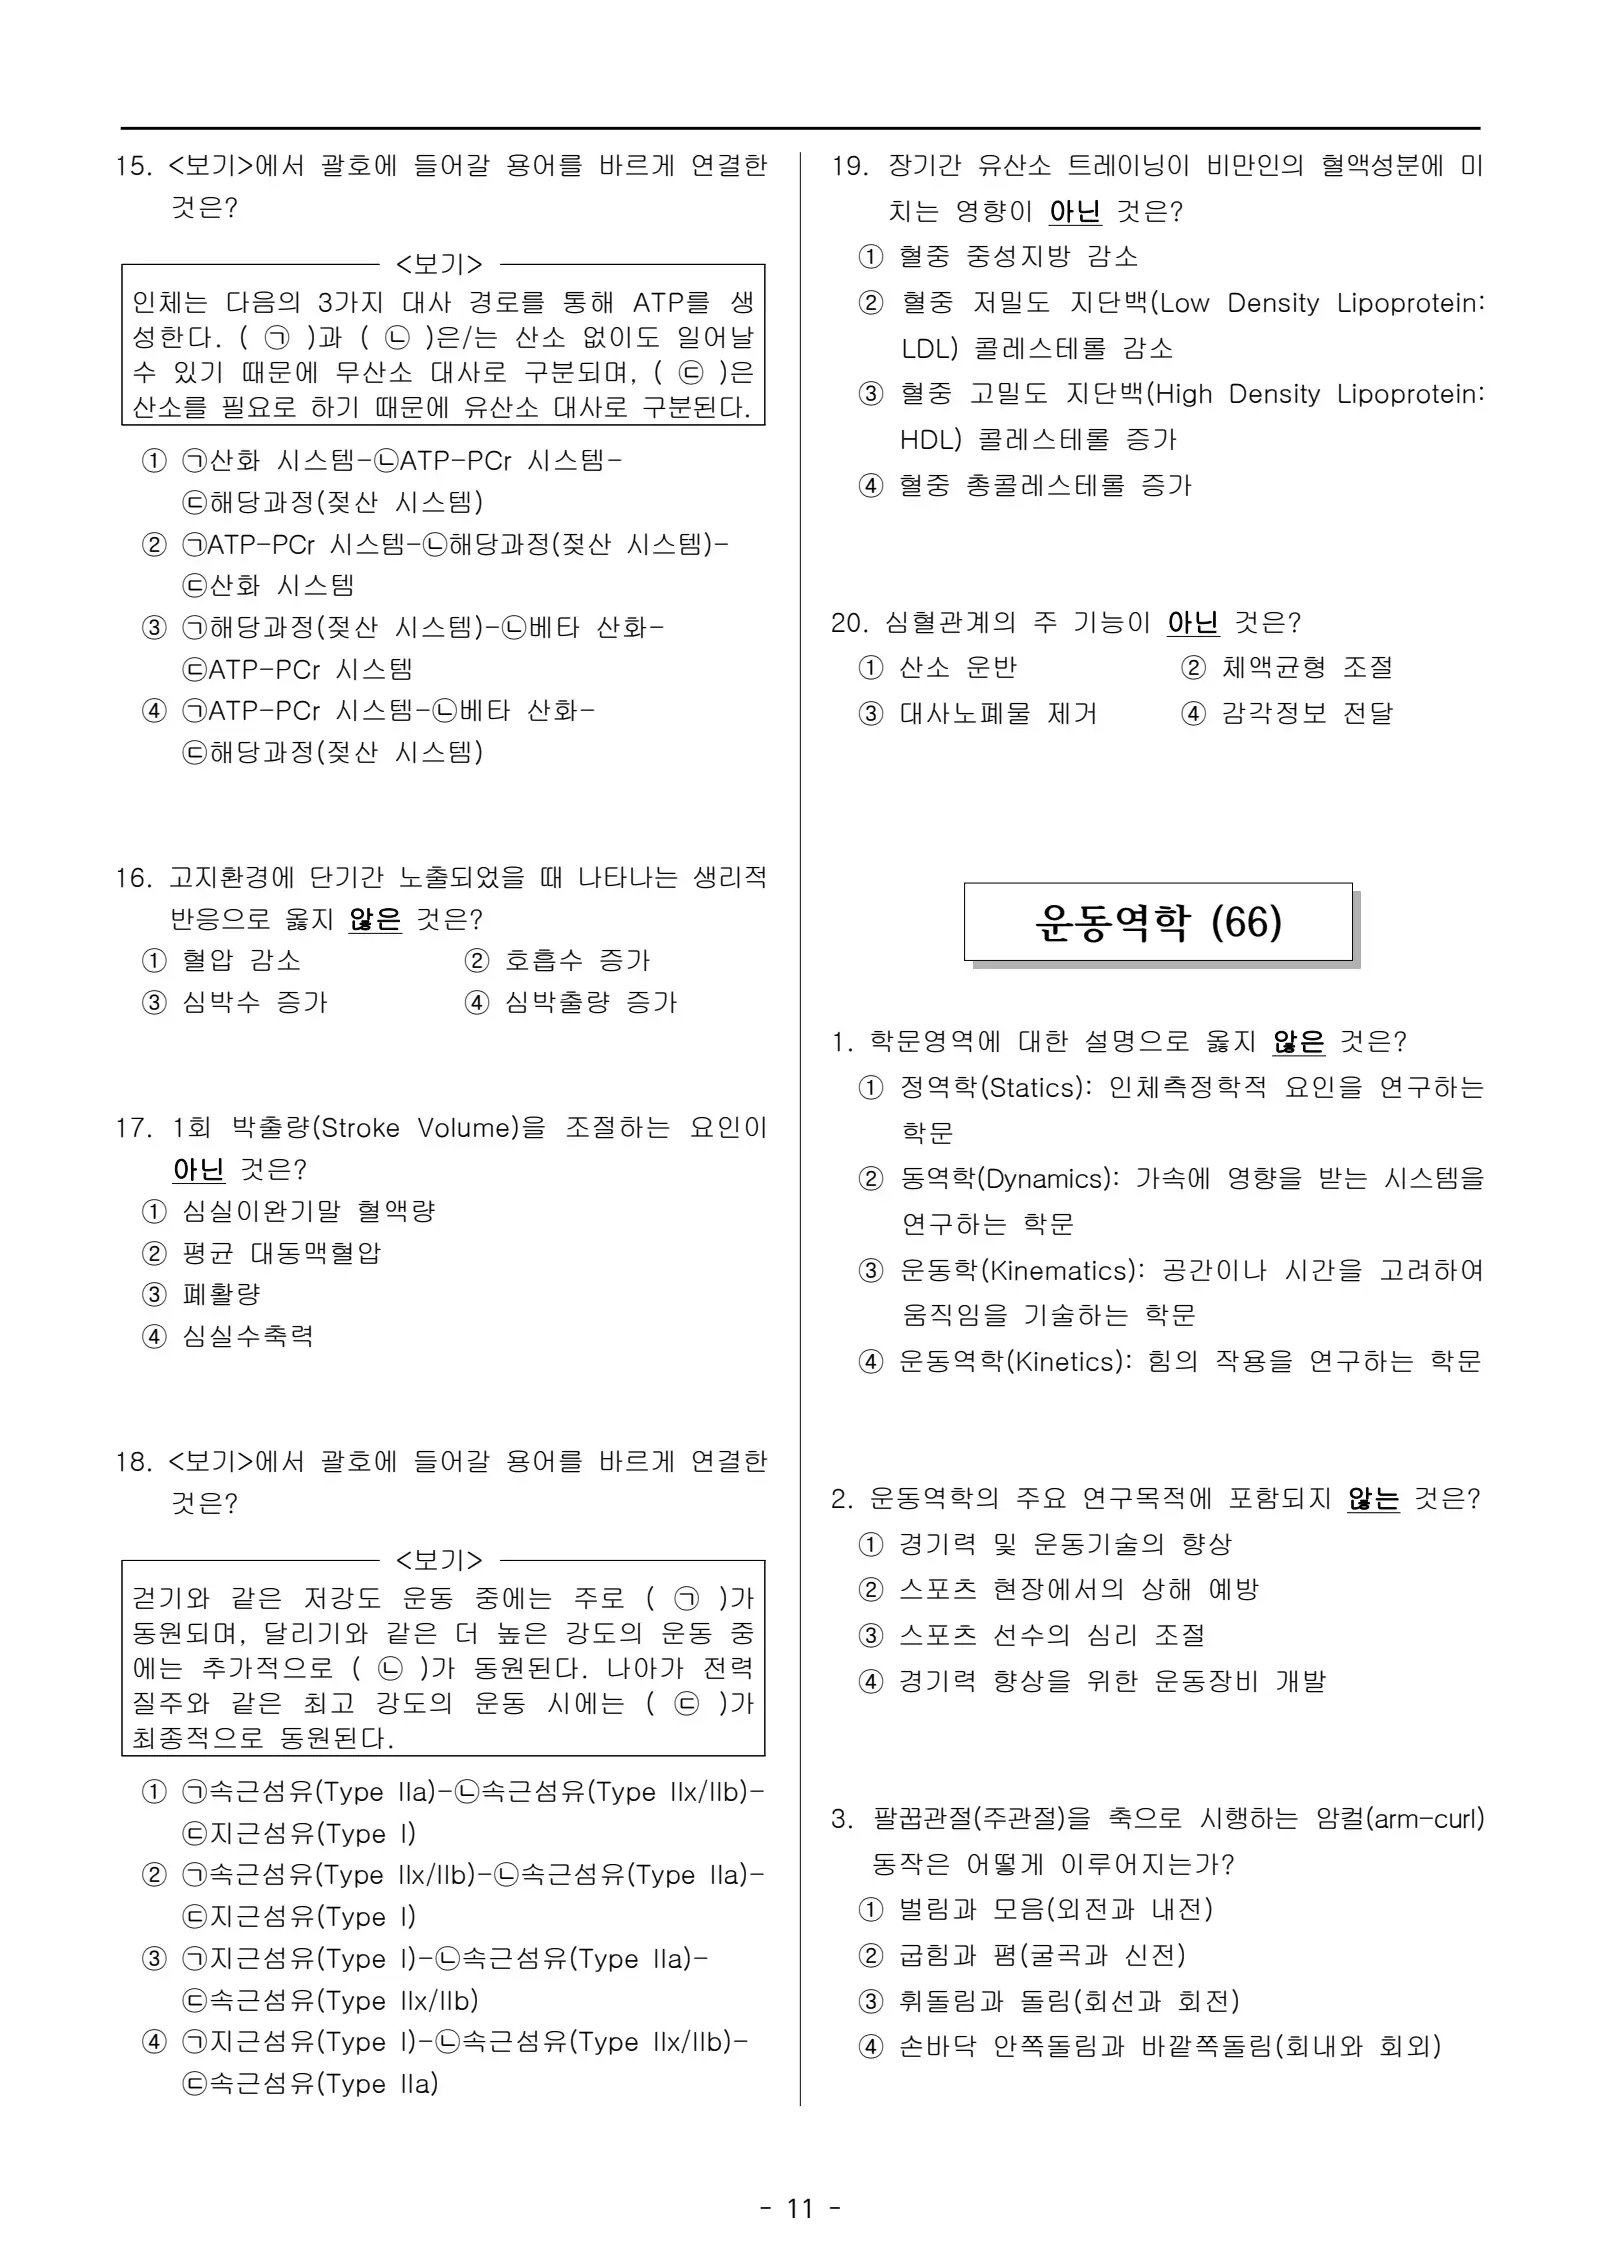 15. <보기>에서 괄호에 들어갈 용어를 바르게 연결한
것은?
<보기>
인체는 다음의 3가지 대사 경로를 통해 ATP를 생
성한다. ( ㉠ )과 ( ㉡ )은/는 산소 없이도 일어날
수 있기 때문에 무산소 대사로 구분되며, ( ㉢ )은
산소를 필요로 하기 때문에 유산소 대사로 구분된다.
① ㉠산화 시스템-㉡ATP-PCr 시스템-
㉢해당과정(젖산 시스템)
② ㉠ATP-PCr 시스템-㉡해당과정(젖산 시스템)-
㉢산화 시스템
③ ㉠해당과정(젖산 시스템)-㉡베타 산화-
㉢ATP-PCr 시스템
④ ㉠ATP-PCr 시스템-㉡베타 산화-
㉢해당과정(젖산 시스템)
16. 고지환경에 단기간 노출되었을 때 나타나는 생리적
반응으로 옳지 않은 것은?
① 혈압 감소 ② 호흡수 증가
③ 심박수 증가 ④ 심박출량 증가
17. 1회 박출량(Stroke Volume)을 조절하는 요인이
아닌 것은?
① 심실이완기말 혈액량
② 평균 대동맥혈압
③ 폐활량
④ 심실수축력
18. <보기>에서 괄호에 들어갈 용어를 바르게 연결한
것은?
<보기>
걷기와 같은 저강도 운동 중에는 주로 ( ㉠ )가
동원되며, 달리기와 같은 더 높은 강도의 운동 중
에는 추가적으로 ( ㉡ )가 동원된다. 나아가 전력
질주와 같은 최고 강도의 운동 시에는 ( ㉢ )가
최종적으로 동원된다.
① ㉠속근섬유(Type IIa)-㉡속근섬유(Type IIx/IIb)-
㉢지근섬유(Type I)
② ㉠속근섬유(Type IIx/IIb)-㉡속근섬유(Type IIa)-
㉢지근섬유(Type I)
③ ㉠지근섬유(Type I)-㉡속근섬유(Type IIa)-
㉢속근섬유(Type IIx/IIb)
④ ㉠지근섬유(Type I)-㉡속근섬유(Type IIx/IIb)-
㉢속근섬유(Type IIa)
19. 장기간 유산소 트레이닝이 비만인의 혈액성분에 미
치는 영향이 아닌 것은?
① 혈중 중성지방 감소
② 혈중 저밀도 지단백(Low Density Lipoprotein:
LDL) 콜레스테롤 감소
③ 혈중 고밀도 지단백(High Density Lipoprotein:
HDL) 콜레스테롤 증가
④ 혈중 총콜레스테롤 증가
20. 심혈관계의 주 기능이 아닌 것은?
① 산소 운반 ② 체액균형 조절
③ 대사노폐물 제거 ④ 감각정보 전달
운동역학 (66)
1. 학문영역에 대한 설명으로 옳지 않은 것은?
① 정역학(Statics): 인체측정학적 요인을 연구하는
학문
② 동역학(Dynamics): 가속에 영향을 받는 시스템을
연구하는 학문
③ 운동학(Kinematics): 공간이나 시간을 고려하여
움직임을 기술하는 학문
④ 운동역학(Kinetics): 힘의 작용을 연구하는 학문
2. 운동역학의 주요 연구목적에 포함되지 않는 것은?
① 경기력 및 운동기술의 향상
② 스포츠 현장에서의 상해 예방
③ 스포츠 선수의 심리 조절
④ 경기력 향상을 위한 운동장비 개발
3. 팔꿉관절(주관절)을 축으로 시행하는 암컬(arm-curl)
동작은 어떻게 이루어지는가?
① 벌림과 모음(외전과 내전)
② 굽힘과 폄(굴곡과 신전)
③ 휘돌림과 돌림(회선과 회전)
④ 손바닥 안쪽돌림과 바깥쪽돌림(회내와 회외)
- 11 -